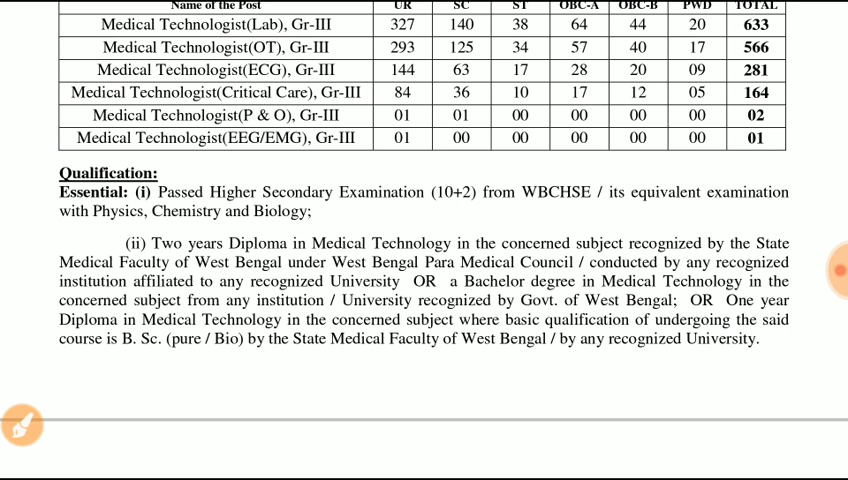 Name of the Post UR SC ST OBC-A OBC-B PWD TOTAL
Medical Technologist(Lab), Gr-III 327 140 38 64 44 20 633
Medical Technologist(OT), Gr-III 293 125 34 57 40 17 566
Medical Technologist(ECG), Gr-III 144 63 17 28 20 09 281
Medical Technologist(Critical Care), Gr-III 84 36 10 17 12 05 164
Medical Technologist(P & O), Gr-III 01 01 00 00 00 00 02
Medical Technologist(EEG/EMG), Gr-III 01 00 00 00 00 00 01
Qualification:
Essential: (i) Passed Higher Secondary Examination (10+2) from WBCHSE / its equivalent examination
with Physics, Chemistry and Biology;
(ii) Two years Diploma in Medical Technology in the concerned subject recognized by the State
Medical Faculty of West Bengal under West Bengal Para Medical Council / conducted by any recognized
institution affiliated to any recognized University OR a Bachelor degree in Medical Technology in the
concerned subject from any institution / University recognized by Govt. of West Bengal; OR One year
Diploma in Medical Technology in the concerned subject where basic qualification of undergoing the said
course is B. Sc. (pure / Bio) by the State Medical Faculty of West Bengal / by any recognized University.